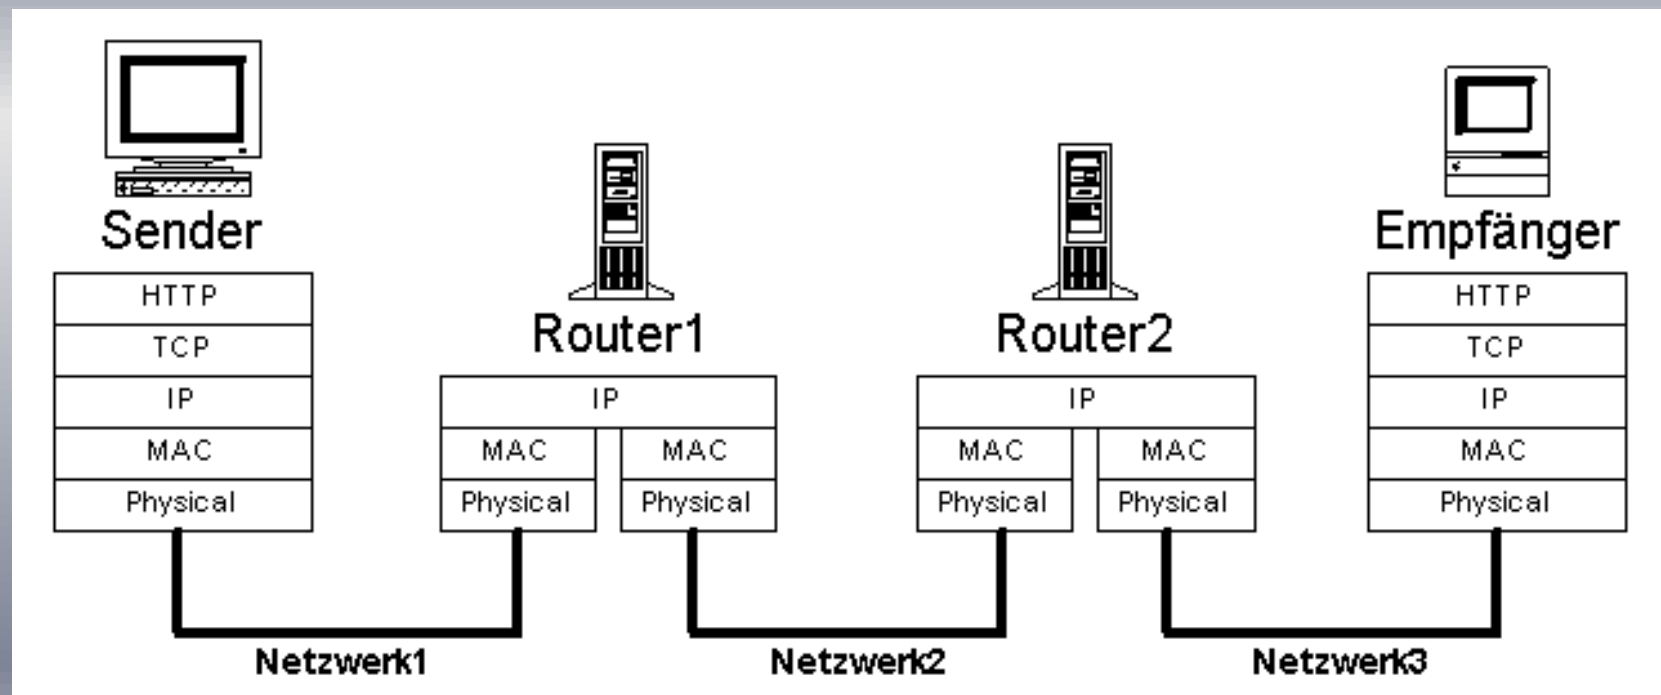 Sender
HTTP
TCP
IP
MAC
Physical
Router1
IP
MAC MAC
Physical Physical
Router2
IP
MAC MAC
Physical Physical
Empfänger
HTTP
TCP
IP
MAC
Physical
Netzwerk1
Netzwerk2
Netzwerk3